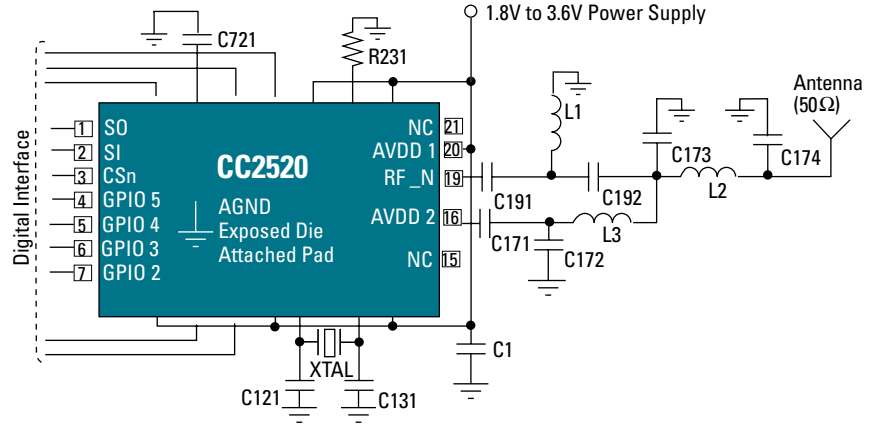 1.8V to 3.6V Power Supply
C721
R231
Antenna
(50Ω)
L1
C173
C174
Digital Interface
1 SO
2 SI
3 CSn
4 GPIO 5
5 GPIO 4
6 GPIO 3
7 GPIO 2
CC2520
AGND
Exposed Die
Attached Pad
NC 21
AVDD 1 20
RF_N 19
AVDD 2 16
NC 15
C191
C192
L2
C171
L3
C172
XTAL
C1
C121
C131